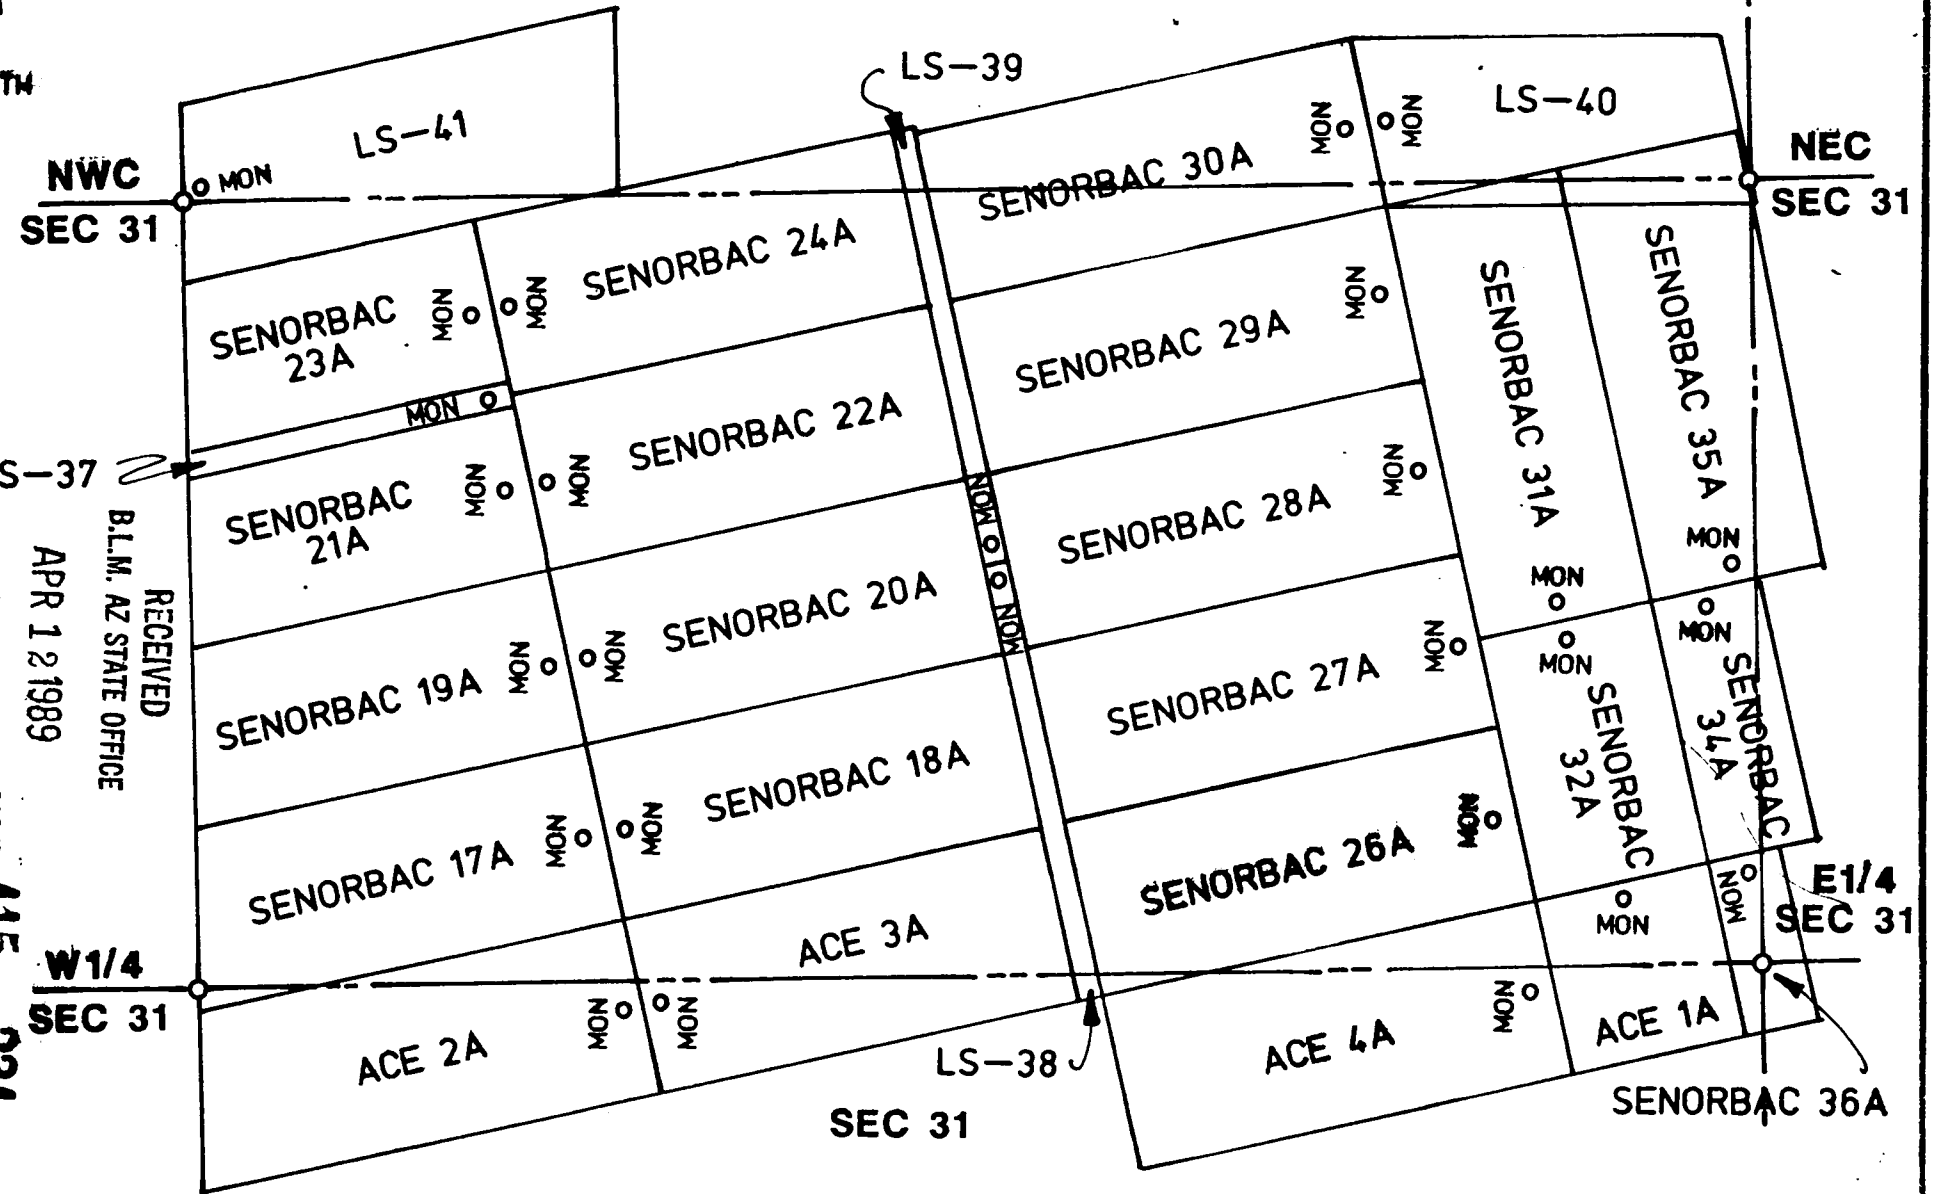 TH
LS-39
LS-41
MON
MON
LS-40
NWC
MON
SEC 31
NEC
SEC 31
SENORBAC 30A
SENORBAC 24A
SENORBAC
23A
MON
MON
MON
SENORBAC 29A
MON
SENORBAC 31A
SENORBAC 35A
SENORBAC 22A
S-37
SENORBAC
21A
MON
MON
MON
SENORBAC 28A
MON
MON
MON
MON
MON
RECEIVED
B.L.M. AZ STATE OFFICE
APR 12 1989
SENORBAC 20A
SENORBAC 19A
MON
MON
SENORBAC 27A
MON
MON
MON
SENORBAC
32A
SENORBAC
34A
SENORBAC 18A
SENORBAC 17A
MON
MON
SENORBAC 26A
MON
MON
MON
E1/4
SEC 31
ACE 3A
W1/4
SEC 31
ACE 2A
MON
MON
LS-38
ACE 4A
MON
ACE 1A
SENORBAC 36A
SEC 31